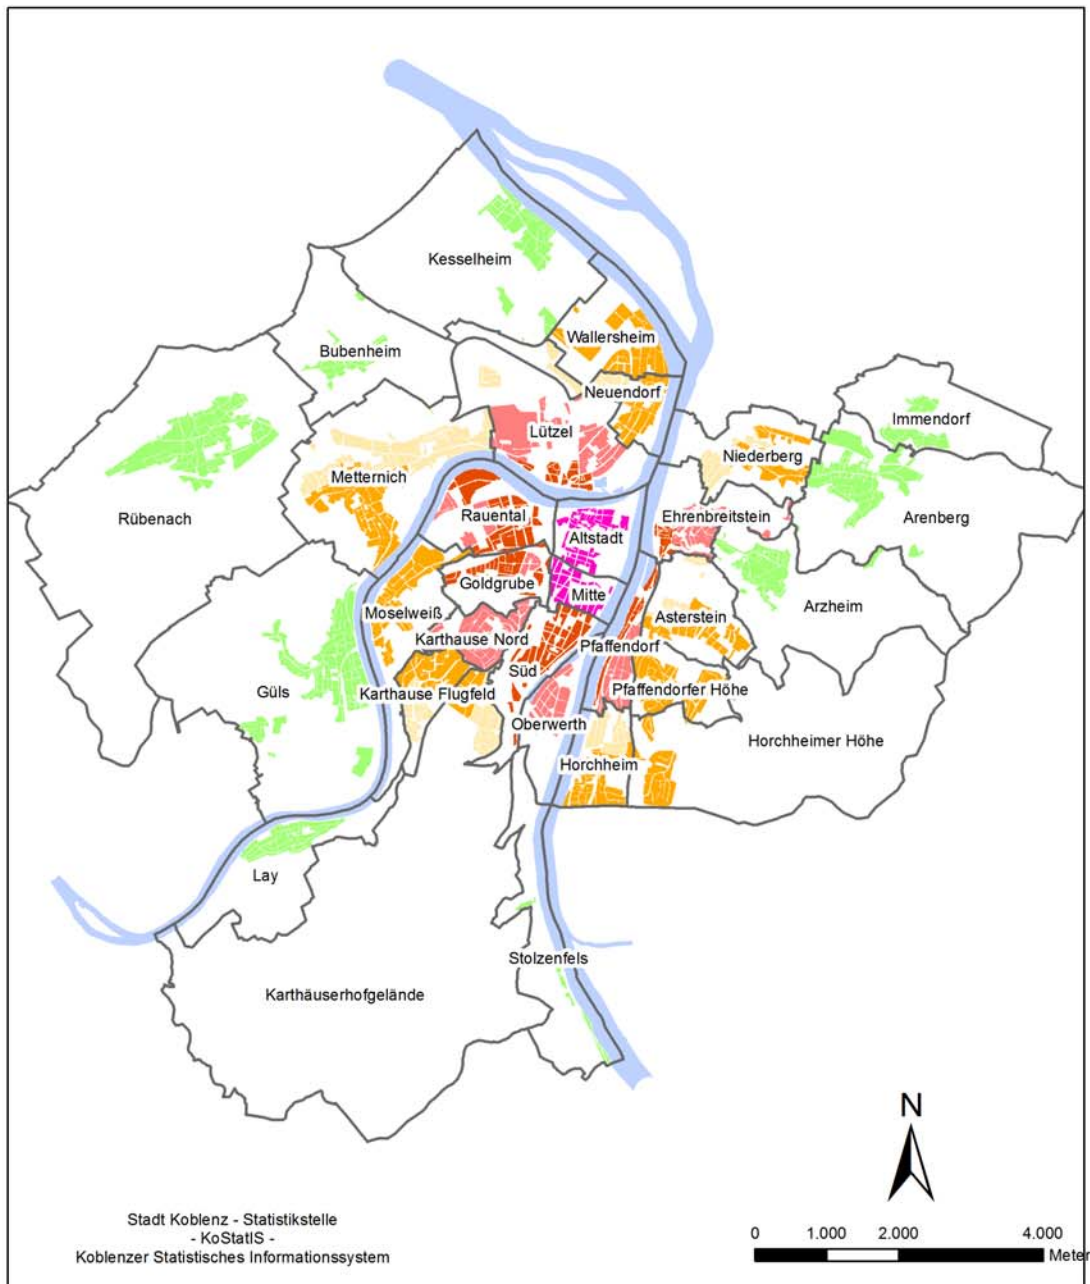 Kesselheim
Wallersheim
Bubenheim
Neuendorf
Immendorf
Lützel
Niederberg
Metternich
Rübenach
Rauental
Ehrenbreitstein
Arenberg
Altstadt
Goldgrube
Mitte
Arzheim
Moselweiß
Asterstein
Karthause Nord
Pfaffendorf
Süd
Güls
Karthause Flugfeld
Pfaffendorfer Höhe
Oberwerth
Horchheimer Höhe
Horchheim
Lay
Stolzenfels
Karthäuserhofgelände
N
Stadt Koblenz - Statistikstelle
- KoStatIS -
Koblenzer Statistisches Informationssystem
0 1.000 2.000 4.000
Meter